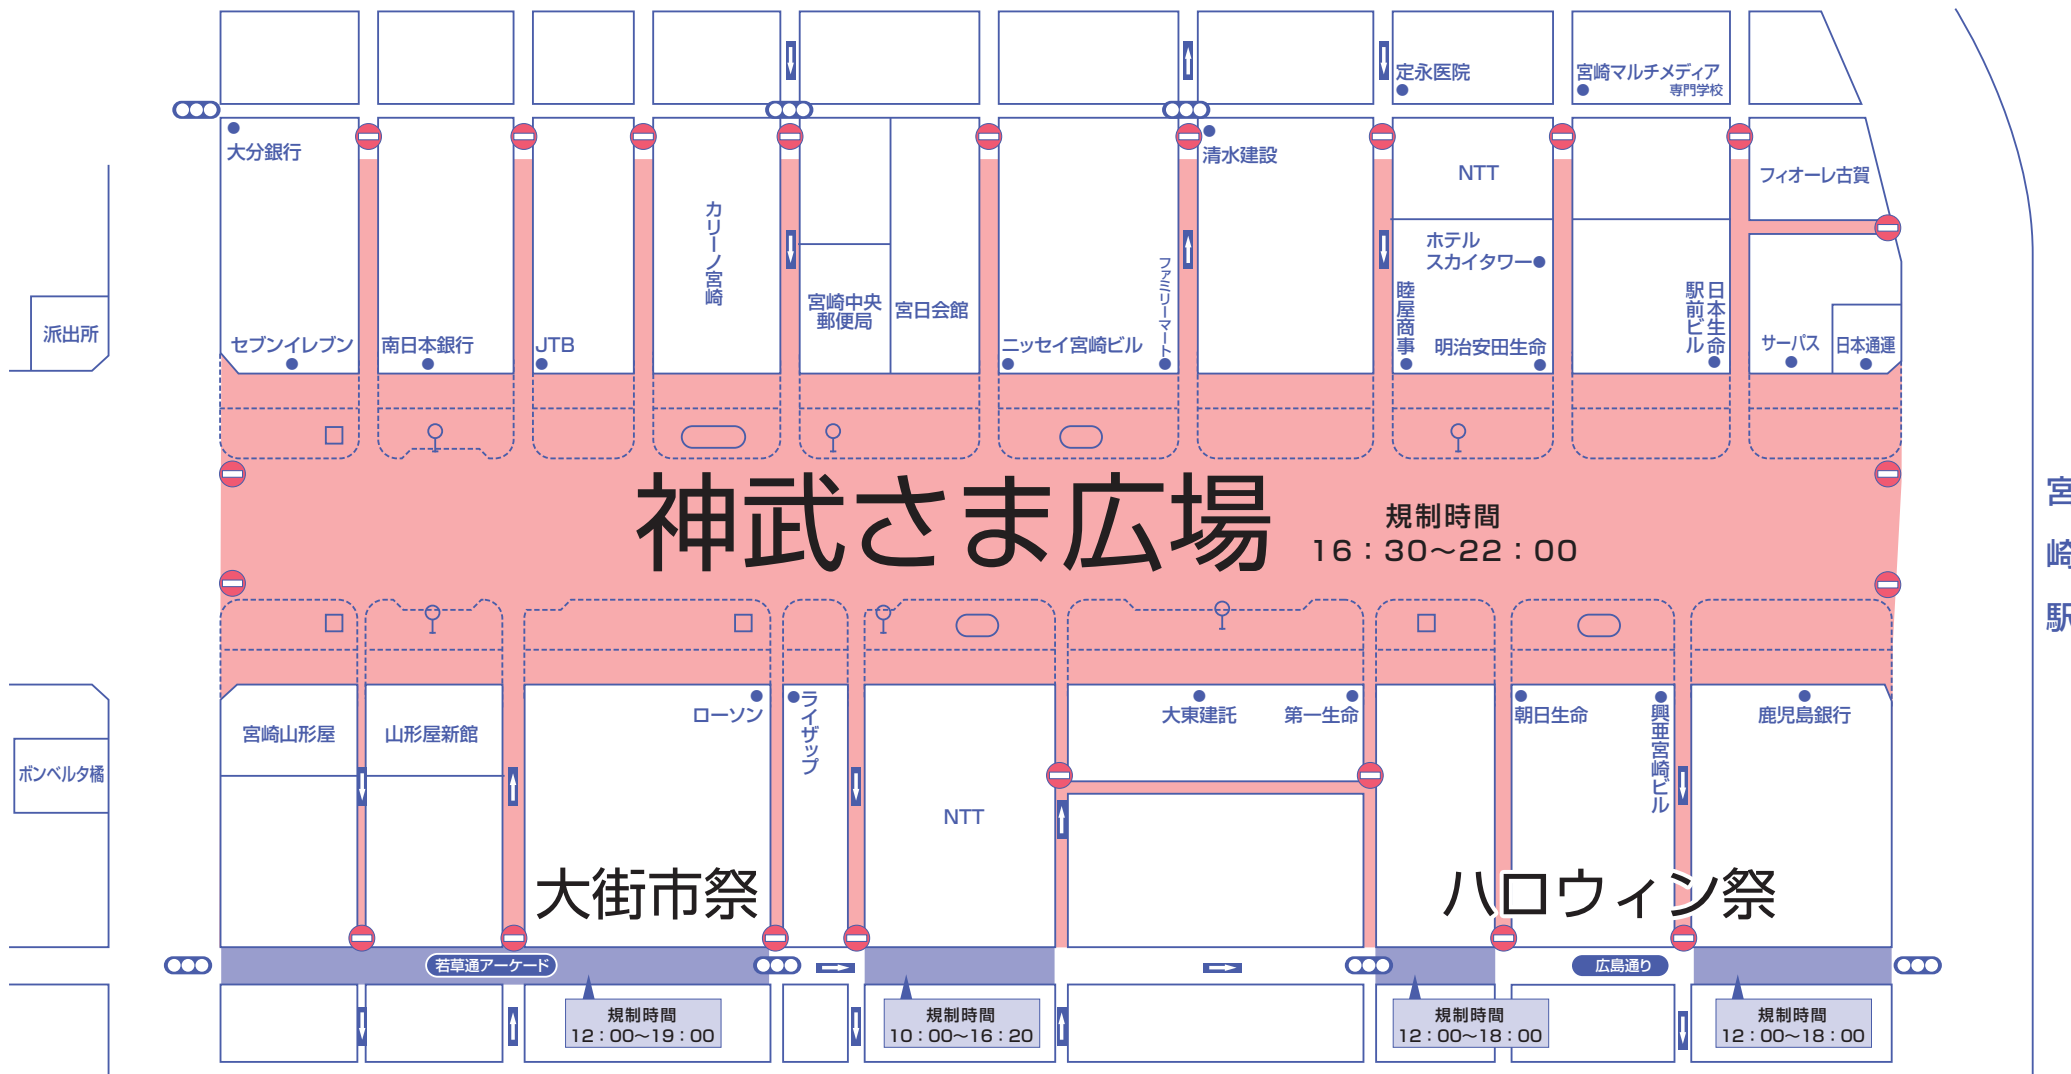 定永医院
宮崎マルチメディア
専門学校
大分銀行
清水建設
NTT
フィオーレ古賀
カリーノ宮崎
ホテル
スカイタワー
ファミリーマート
宮崎中央
郵便局
宮日会館
睦屋商事
日本生命
駅前ビル
派出所
セブンイレブン
南日本銀行
JTB
ニッセイ宮崎ビル
明治安田生命
サーパス
日本通運
神武さま広場
規制時間
16：30～22：00
宮崎駅
宮崎山形屋
山形屋新館
ローソン
ライザップ
大東建託
第一生命
朝日生命
興亜宮崎ビル
鹿児島銀行
ボンベルタ橘
NTT
大街市祭
ハロウィン祭
若草通アーケード
広島通り
規制時間
12：00～19：00
規制時間
10：00～16：20
規制時間
12：00～18：00
規制時間
12：00～18：00